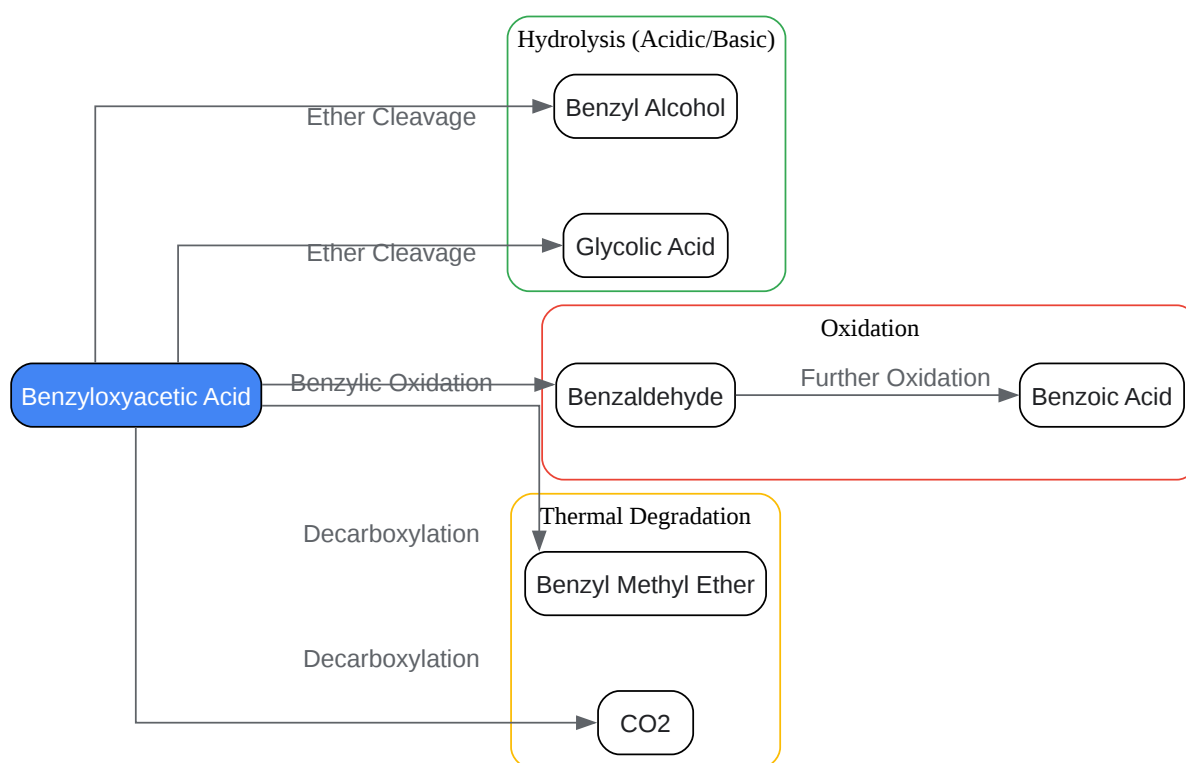 Hydrolysis (Acidic/Basic)
Ether Cleavage
Benzyl Alcohol
Ether Cleavage
Glycolic Acid
Oxidation
Benzyloxyacetic Acid
Benzylic Oxidation
Benzaldehyde
Further Oxidation
Benzoic Acid
Thermal Degradation
Decarboxylation
Benzyl Methyl Ether
Decarboxylation
CO2